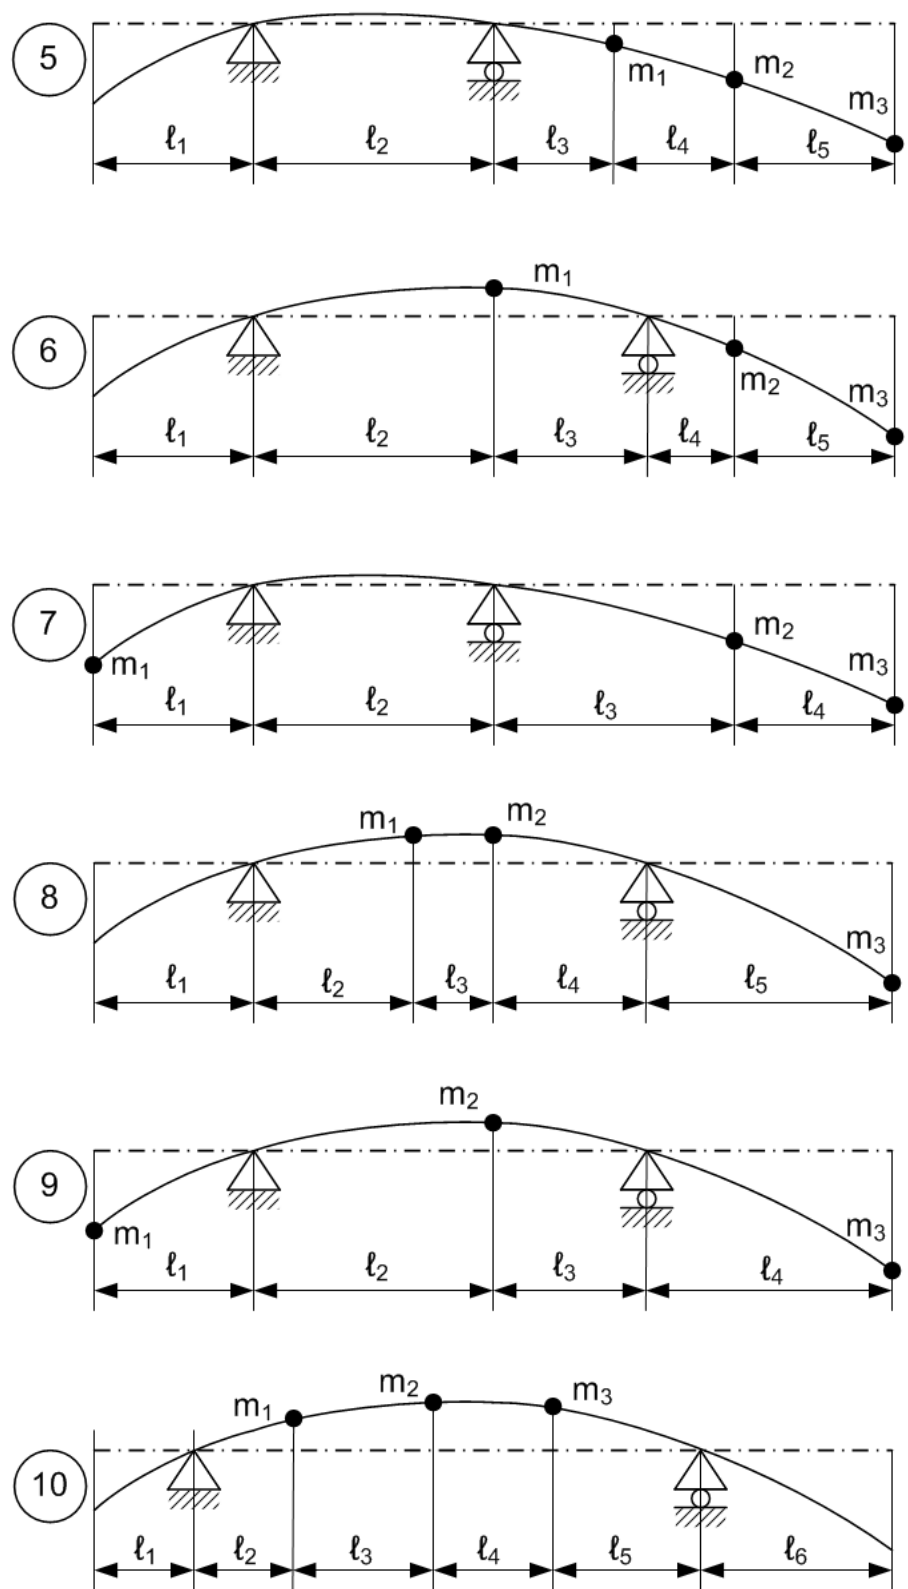 5
m₁
m₂
m₃
ℓ₁ ℓ₂ ℓ₃ ℓ₄ ℓ₅
6
m₁
m₂
m₃
ℓ₁ ℓ₂ ℓ₃ ℓ₄ ℓ₅
7
m₁
m₂
m₃
ℓ₁ ℓ₂ ℓ₃ ℓ₄
8
m₁ m₂
m₃
ℓ₁ ℓ₂ ℓ₃ ℓ₄ ℓ₅
9
m₂
m₁
m₃
ℓ₁ ℓ₂ ℓ₃ ℓ₄
10
m₁ m₂ m₃
ℓ₁ ℓ₂ ℓ₃ ℓ₄ ℓ₅ ℓ₆